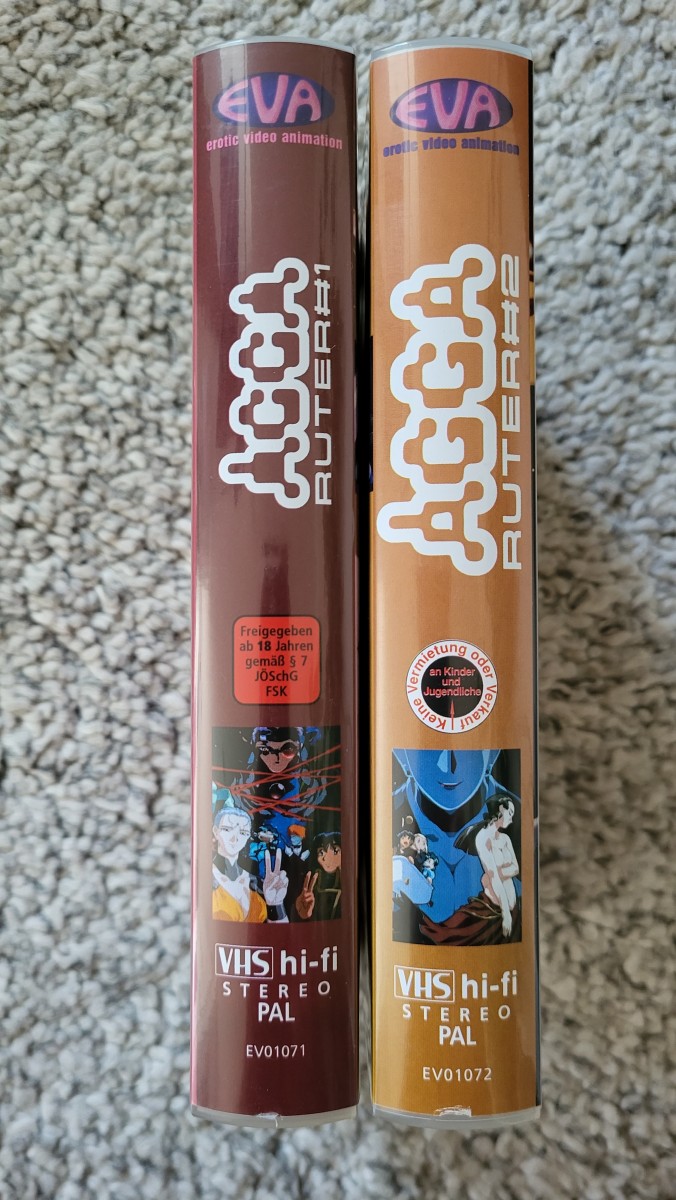 EVA
erotic video animation
AGGA
RUTER#1
Freigegeben
ab 18 Jahren
gemäß § 7
JÖSchG
FSK
VHS hi-fi
STEREO
PAL
EV01071
EVA
erotic video animation
AGGA
RUTER#2
Keine Vermietung oder Verkauf
an Kinder
und
Jugendliche
VHS hi-fi
STEREO
PAL
EV01072